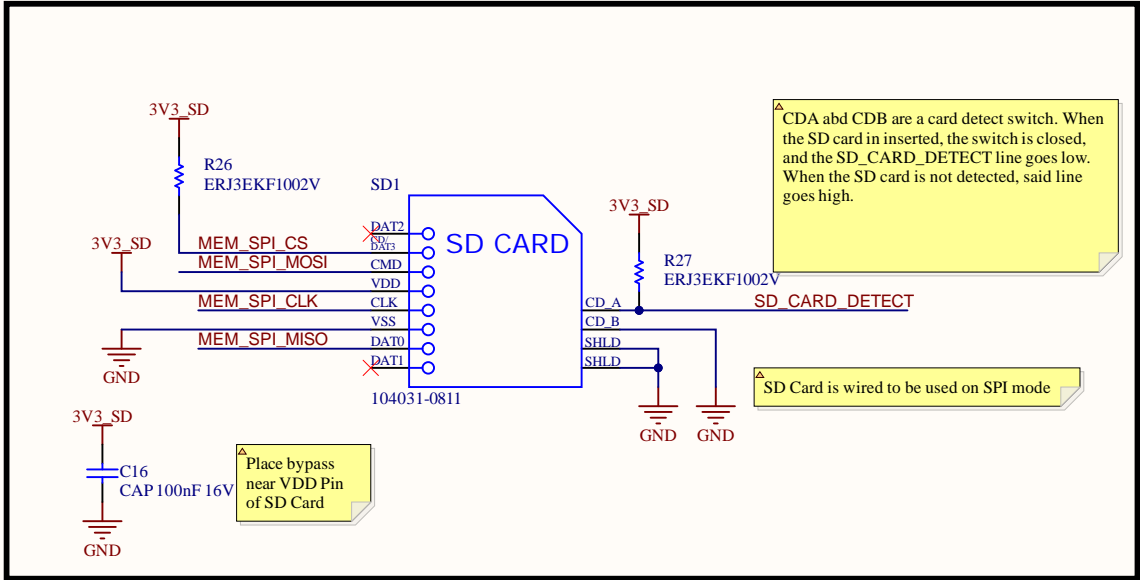 3V3_SD
R26
ERJ3EKF1002V
SD1
3V3_SD
MEM_SPI_CS
MEM_SPI_MOSI
MEM_SPI_CLK
MEM_SPI_MISO
GND
DAT2
CD/
DAT3
CMD
VDD
CLK
VSS
DAT0
DAT1
SD CARD
104031-0811
CD_A
CD_B
SHLD
SHLD
3V3_SD
R27
ERJ3EKF1002V
SD_CARD_DETECT
GND
GND
CDA abd CDB are a card detect switch. When
the SD card in inserted, the switch is closed,
and the SD_CARD_DETECT line goes low.
When the SD card is not detected, said line
goes high.
SD Card is wired to be used on SPI mode
3V3_SD
C16
CAP 100nF 16V
GND
Place bypass
near VDD Pin
of SD Card